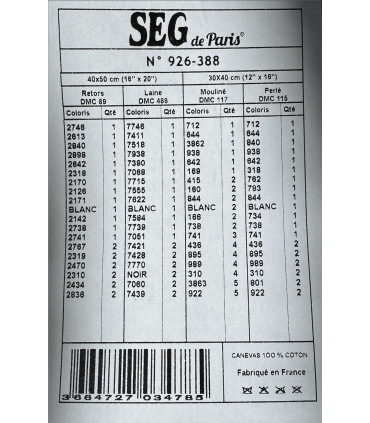 SEG de Paris®
N° 926-388
40x50 cm (16" x 20") 30X40 cm (12" x 16")
Retors DMC 89 Laine DMC 488 Mouliné DMC 117 Perlé DMC 115
Coloris Qté Coloris Qté Coloris Qté Coloris Qté
2746 1 7746 1 712 1 712 1
2613 1 7411 1 644 1 644 1
2840 1 7518 1 3862 1 840 1
2898 1 7938 1 938 1 938 1
2642 1 7390 1 642 1 642 1
2318 1 7068 1 169 1 318 1
2170 1 7715 1 415 2 762 1
2126 1 7555 1 160 2 793 1
2171 1 7622 1 844 2 844 1
BLANC 1 BLANC 1 BLANC 2 BLANC 1
2142 1 7584 1 166 2 734 1
2738 1 7739 1 738 2 738 1
2741 1 7051 1 741 3 741 1
2767 2 7421 2 436 4 436 2
2319 2 7428 2 895 4 895 2
2470 2 7770 2 989 4 989 2
2310 2 NOIR 2 310 4 310 2
2434 2 7060 2 3863 5 801 2
2836 2 7439 2 922 5 922 2
CANEVAS 100 % COTON
Fabriqué en France
3 664727 034785